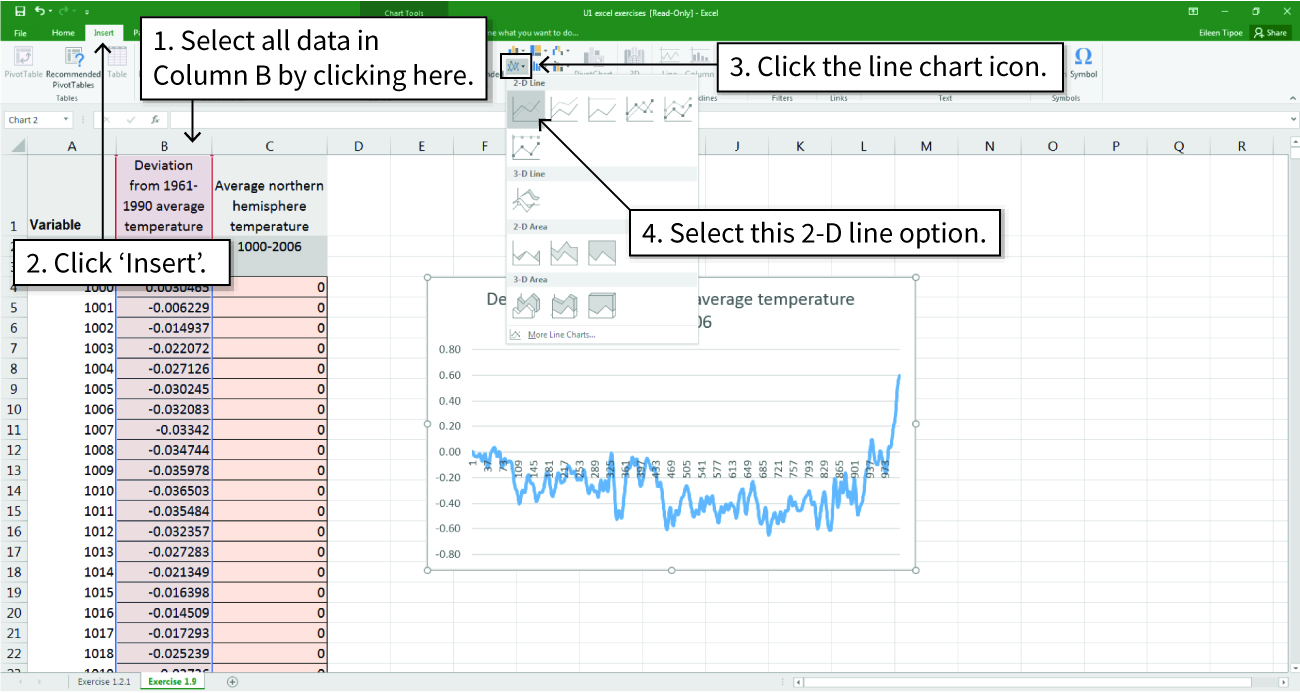 Chart Tools
U1 excel exercises [Read-Only] - Excel
File
Home
Insert
me what you want to do...
Eileen Tipoe
Share
PivotTable
Recommended
PivotTables
Table
Tables
1. Select all data in
Column B by clicking here.
3. Click the line chart icon.
PivotChart
3D
Line
Column
Filters
Links
Text
Symbol
Symbols
Chart 2
fx
2-D Line
3-D Line
2-D Area
3-D Area
More Line Charts...
4. Select this 2-D line option.
2. Click ‘Insert’.
A B C D E F J K L M N O P Q R
1 Variable
Deviation
from 1961-
1990 average
temperature
Average northern
hemisphere
temperature
1000-2006
4 1000 0.0030465 0
5 1001 -0.006229 0
6 1002 -0.014937 0
7 1003 -0.022072 0
8 1004 -0.027126 0
9 1005 -0.030245 0
10 1006 -0.032083 0
11 1007 -0.03342 0
12 1008 -0.034744 0
13 1009 -0.035978 0
14 1010 -0.036503 0
15 1011 -0.035484 0
16 1012 -0.032357 0
17 1013 -0.027283 0
18 1014 -0.021349 0
19 1015 -0.016398 0
20 1016 -0.014509 0
21 1017 -0.017293 0
22 1018 -0.025239 0
De
average temperature
06
0.80
0.60
0.40
0.20
0.00
-0.20
-0.40
-0.60
-0.80
1 37 73 109 145 181 217 253 289 325 361 397 433 469 505 541 577 613 649 685 721 757 793 829 865 901 937 973
Exercise 1.2.1
Exercise 1.9